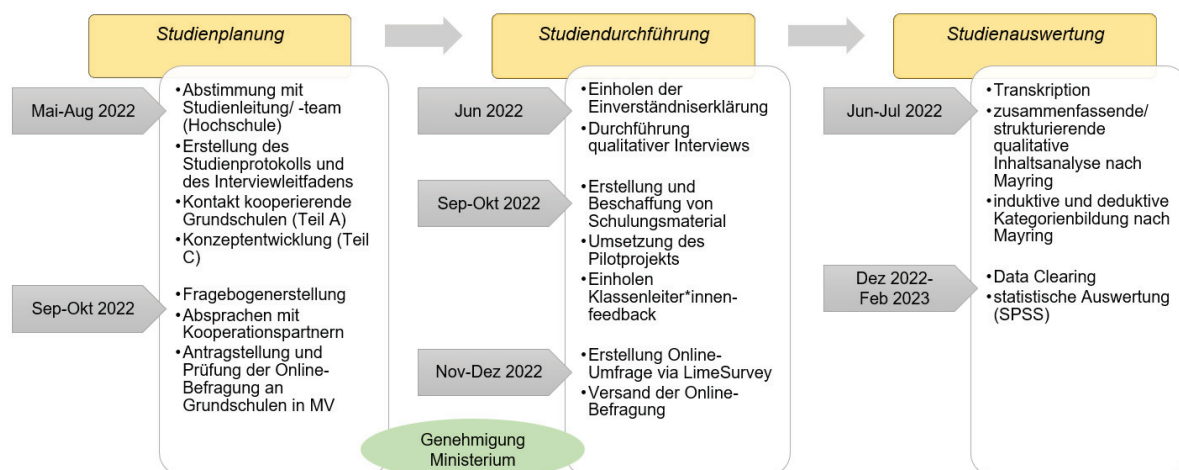 Studienplanung
Mai-Aug 2022
•Abstimmung mit
Studienleitung/ -team
(Hochschule)
•Erstellung des
Studienprotokolls und
des Interviewleitfadens
•Kontakt kooperierende
Grundschulen (Teil A)
•Konzeptentwicklung (Teil
C)
Sep-Okt 2022
•Fragebogenerstellung
•Absprachen mit
Kooperationspartnern
•Antragstellung und
Prüfung der Online-
Befragung an
Grundschulen in MV
Studiendurchführung
Jun 2022
•Einholen der
Einverständniserklärung
•Durchführung
qualitativer Interviews
Sep-Okt 2022
•Erstellung und
Beschaffung von
Schulungsmaterial
•Umsetzung des
Pilotprojekts
•Einholen
Klassenleiter*innen-
feedback
Nov-Dez 2022
•Erstellung Online-
Umfrage via LimeSurvey
•Versand der Online-
Befragung
Genehmigung
Ministerium
Studienauswertung
Jun-Jul 2022
•Transkription
•zusammenfassende/
strukturierende
qualitative
Inhaltsanalyse nach
Mayring
•induktive und deduktive
Kategorienbildung nach
Mayring
Dez 2022-
Feb 2023
•Data Clearing
•statistische Auswertung
(SPSS)